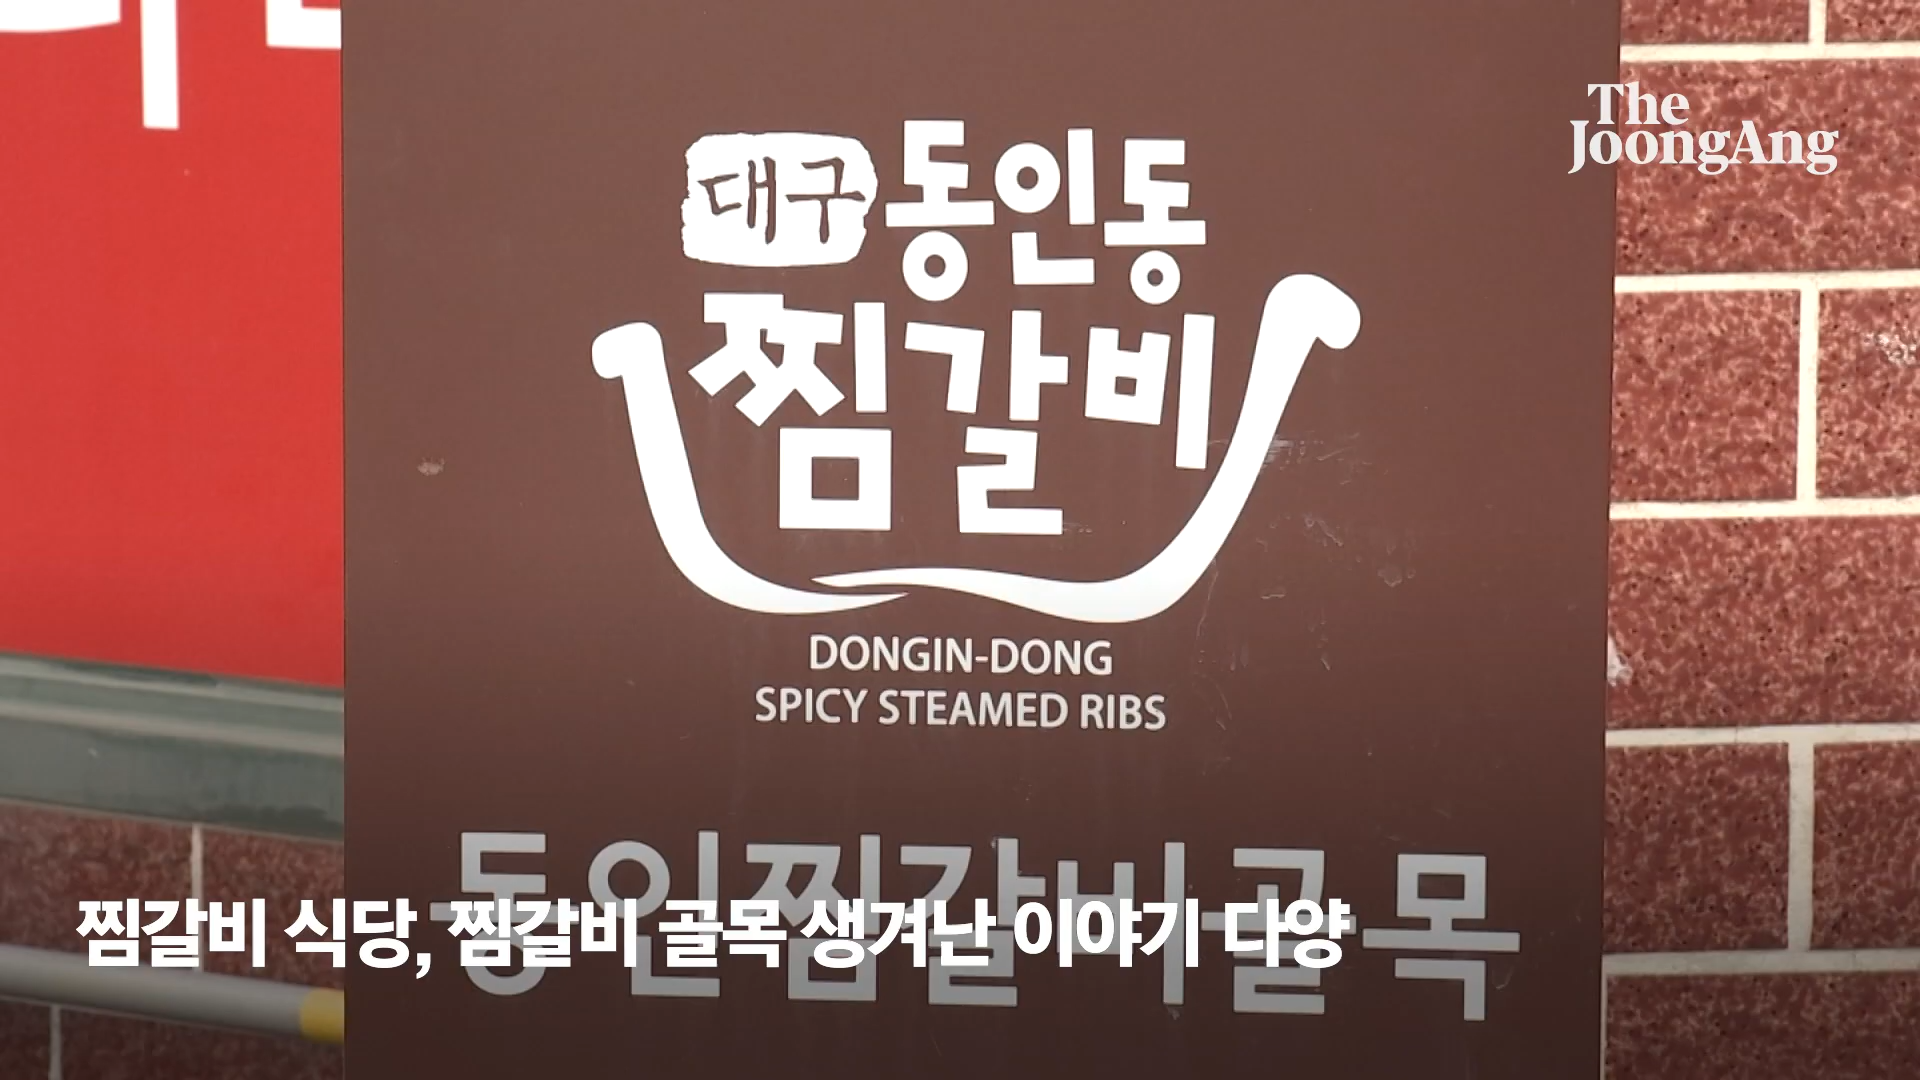 The
JoongAng
대구 동인동
찜갈비
DONGIN-DONG
SPICY STEAMED RIBS
동인찜갈비골목
찜갈비 식당, 찜갈비 골목 생겨난 이야기 다양